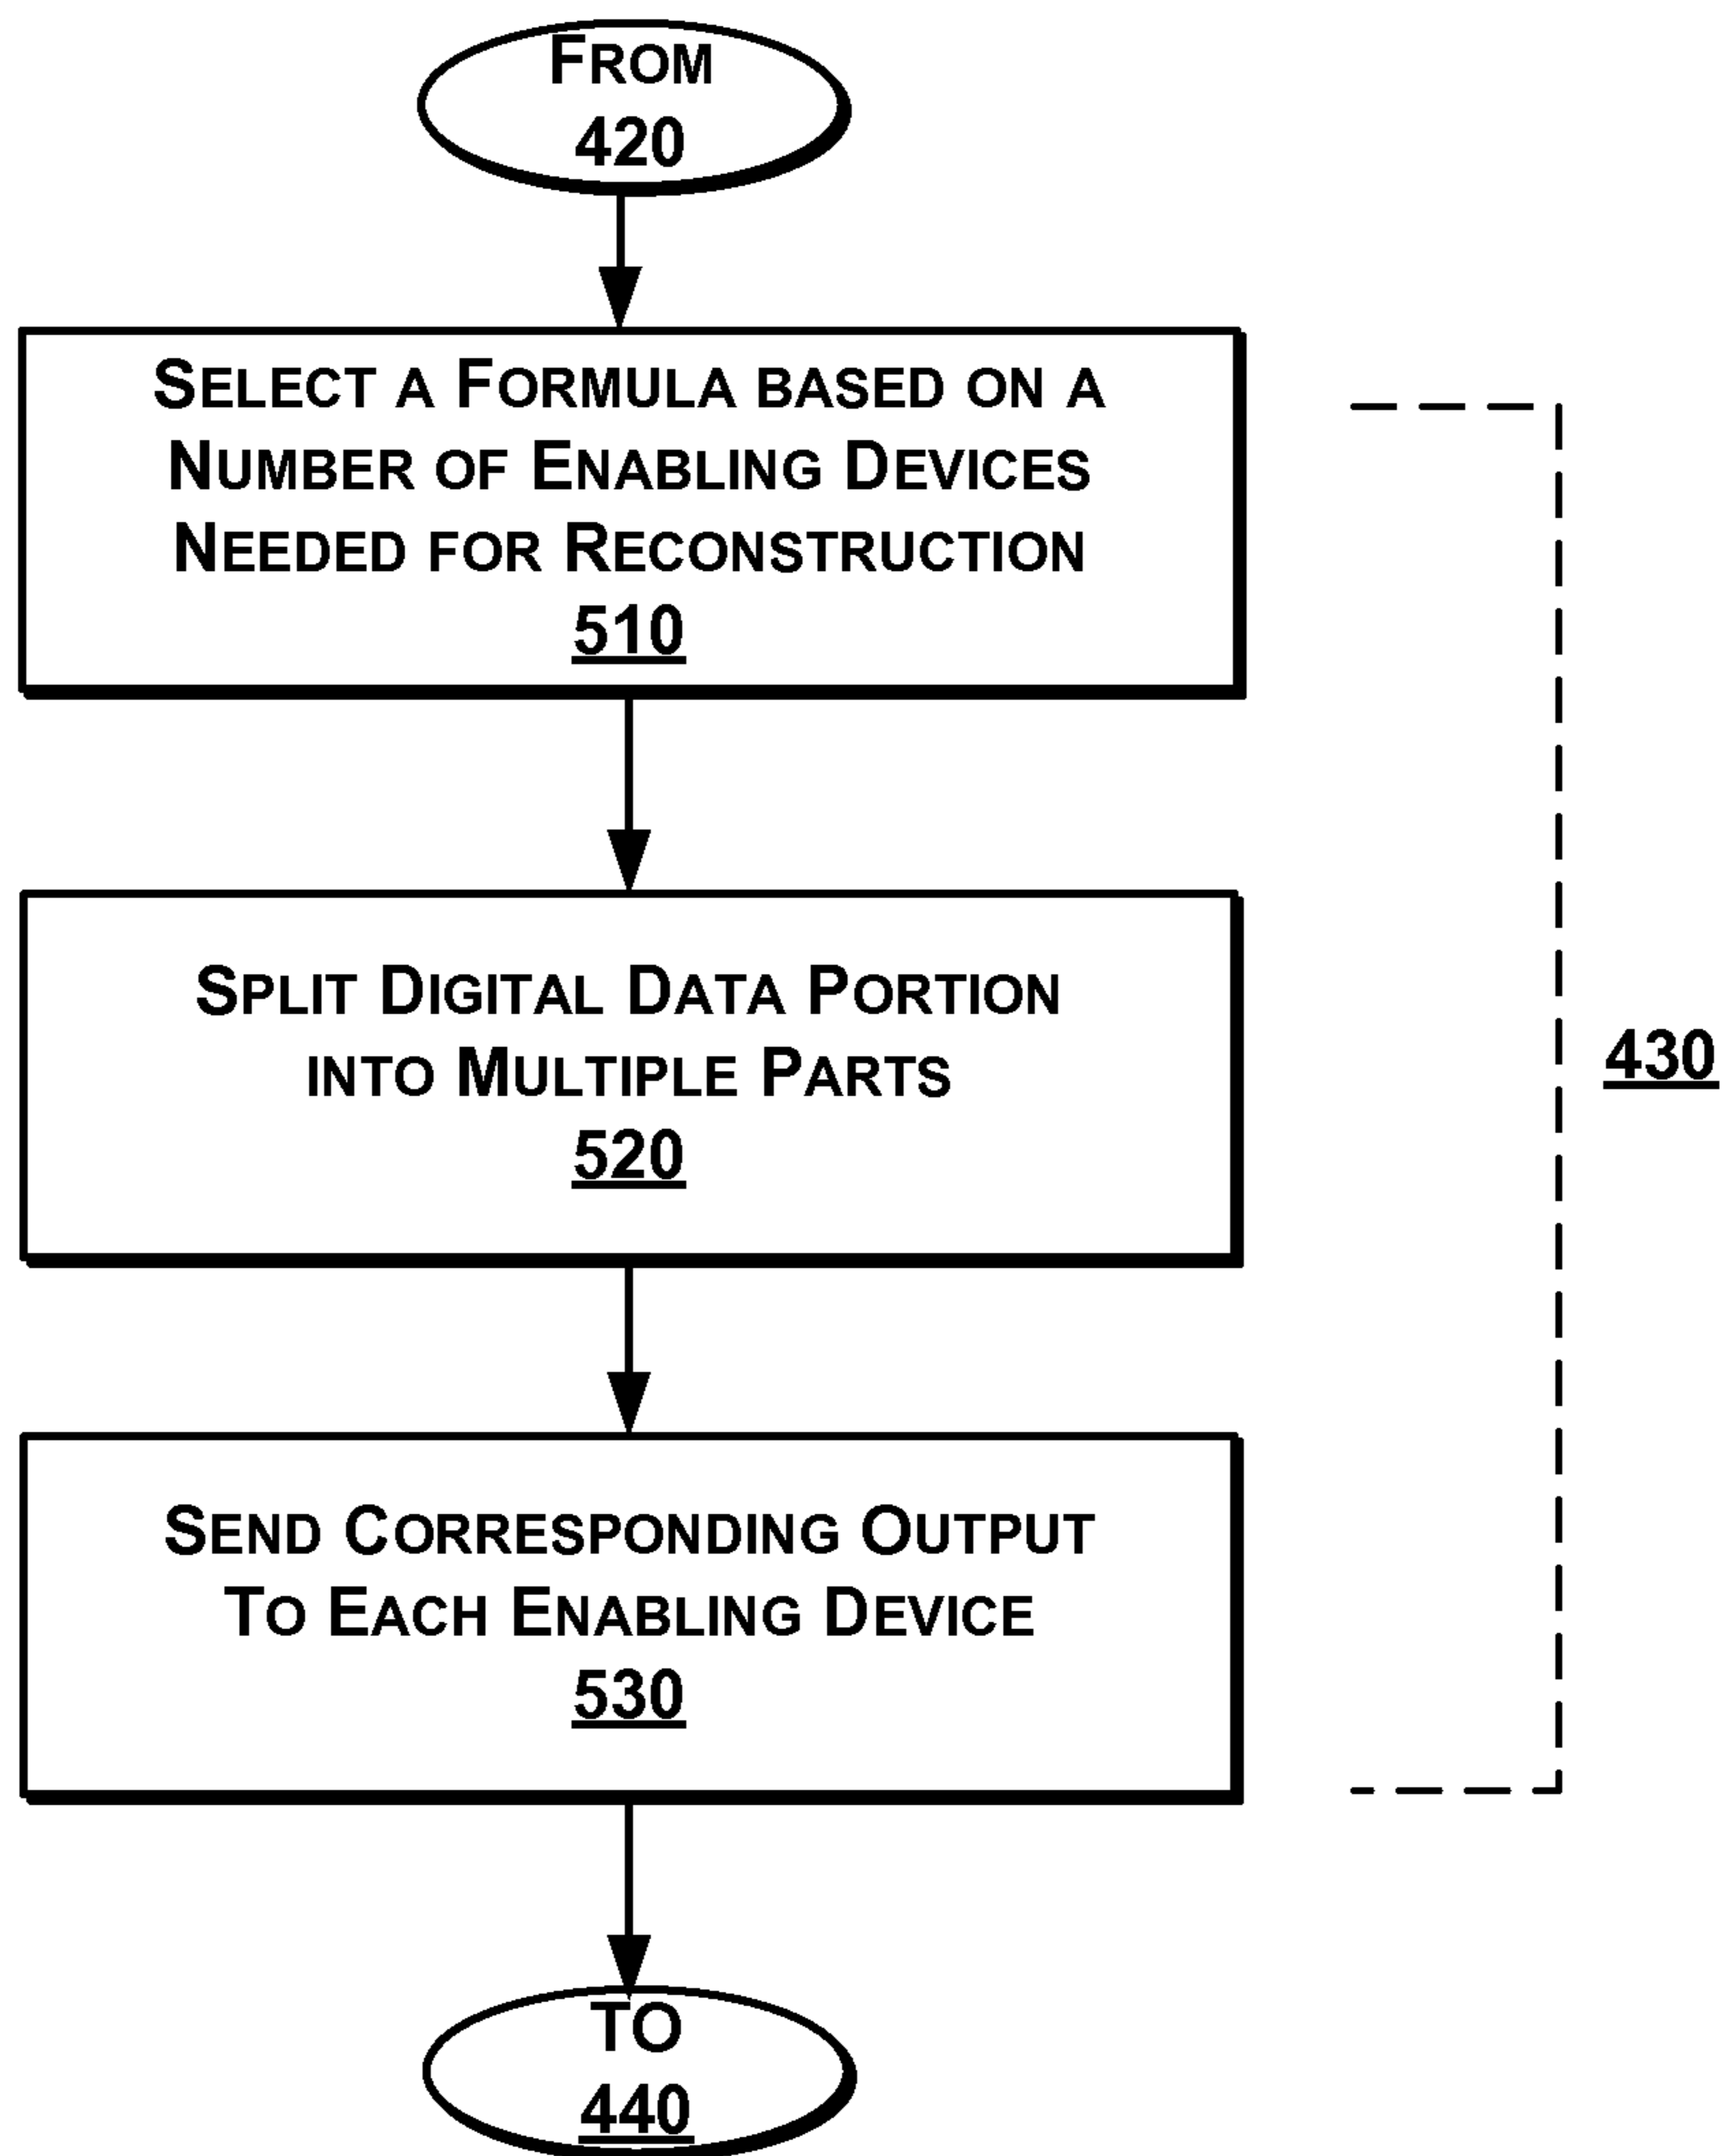 FROM
420
SELECT A FORMULA BASED ON A
NUMBER OF ENABLING DEVICES
NEEDED FOR RECONSTRUCTION
510
SPLIT DIGITAL DATA PORTION
INTO MULTIPLE PARTS
520
430
SEND CORRESPONDING OUTPUT
TO EACH ENABLING DEVICE
530
TO
440